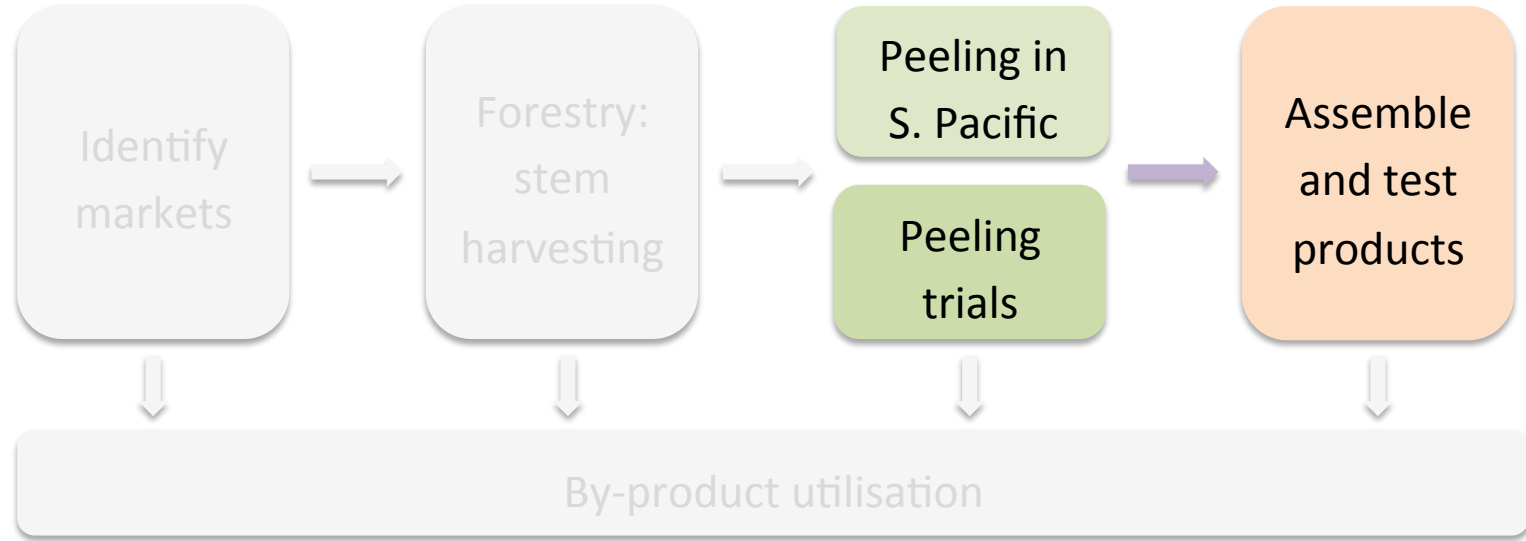 Identify
markets
Forestry:
stem
harvesting
Peeling in
S. Pacific
Peeling
trials
Assemble
and test
products
By-product utilisation